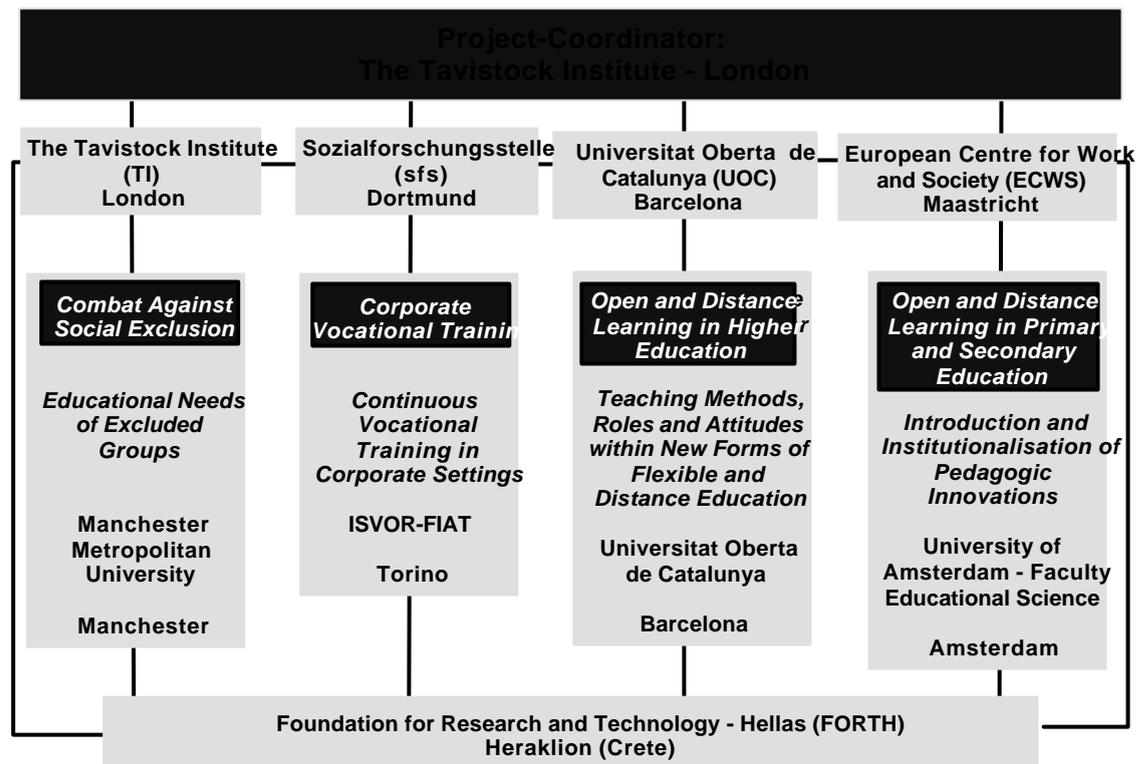 Project-Coordinator:
The Tavistock Institute - London
The Tavistock Institute
(TI)
London
Sozialforschungsstelle
(sfs)
Dortmund
Universitat Oberta de
Catalunya (UOC)
Barcelona
European Centre for Work
and Society (ECWS)
Maastricht
Combat Against
Social Exclusion
Educational Needs
of Excluded
Groups
Manchester
Metropolitan
University
Manchester
Corporate
Vocational Trainin
Continuous
Vocational
Training in
Corporate Settings
ISVOR-FIAT
Torino
Open and Distance
Learning in Higher
Education
Teaching Methods,
Roles and Attitudes
within New Forms of
Flexible and
Distance Education
Universitat Oberta
de Catalunya
Barcelona
Open and Distance
Learning in Primary
and Secondary
Education
Introduction and
Institutionalisation of
Pedagogic
Innovations
University of
Amsterdam - Faculty
Educational Science
Amsterdam
Foundation for Research and Technology - Hellas (FORTH)
Heraklion (Crete)